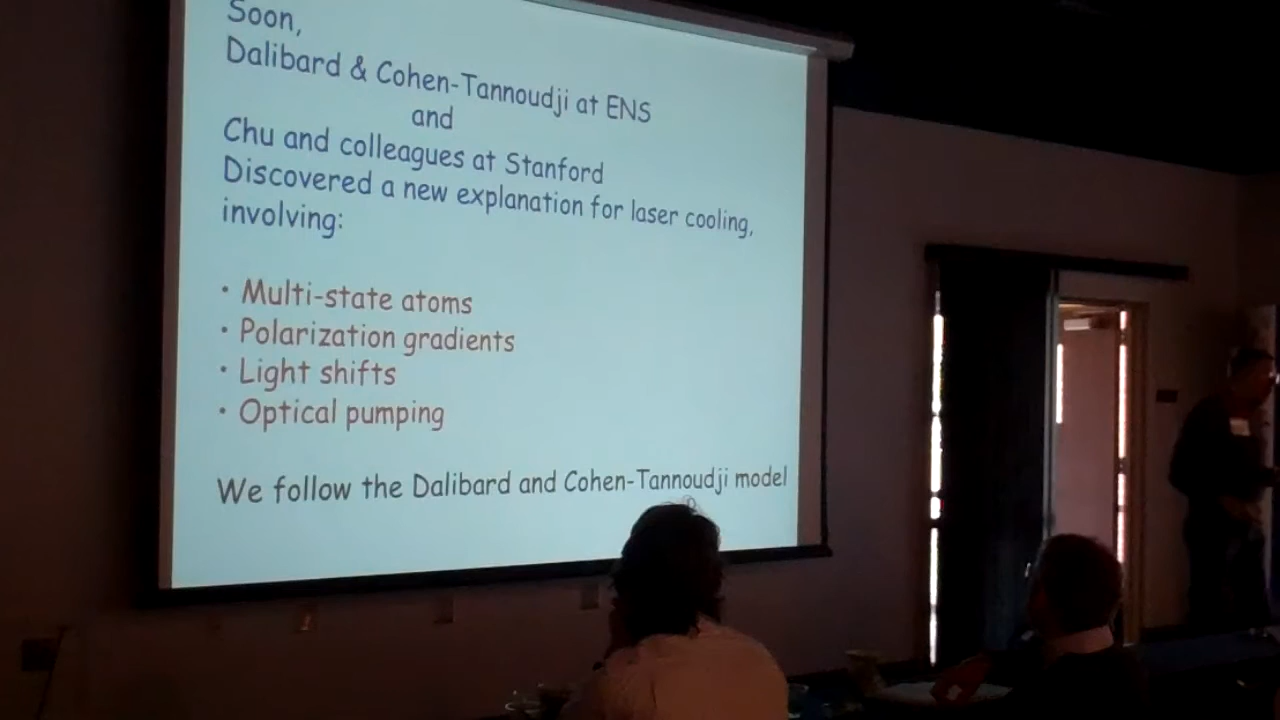 Soon,
Dalibard & Cohen-Tannoudji at ENS
and
Chu and colleagues at Stanford
Discovered a new explanation for laser cooling,
involving:
• Multi-state atoms
• Polarization gradients
• Light shifts
• Optical pumping
We follow the Dalibard and Cohen-Tannoudji model